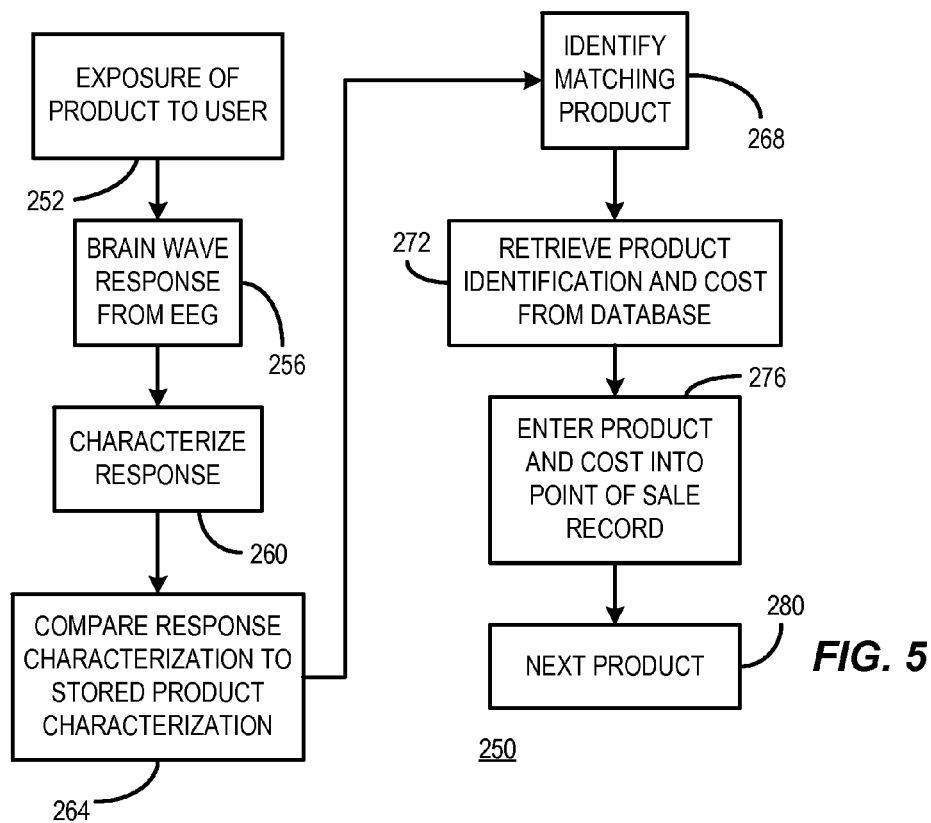 EXPOSURE OF
PRODUCT TO USER
252
BRAIN WAVE
RESPONSE
FROM EEG
256
CHARACTERIZE
RESPONSE
260
COMPARE RESPONSE
CHARACTERIZATION TO
STORED PRODUCT
CHARACTERIZATION
264
IDENTIFY
MATCHING
PRODUCT
268
272
RETRIEVE PRODUCT
IDENTIFICATION AND COST
FROM DATABASE
276
ENTER PRODUCT
AND COST INTO
POINT OF SALE
RECORD
280
NEXT PRODUCT
250
FIG. 5